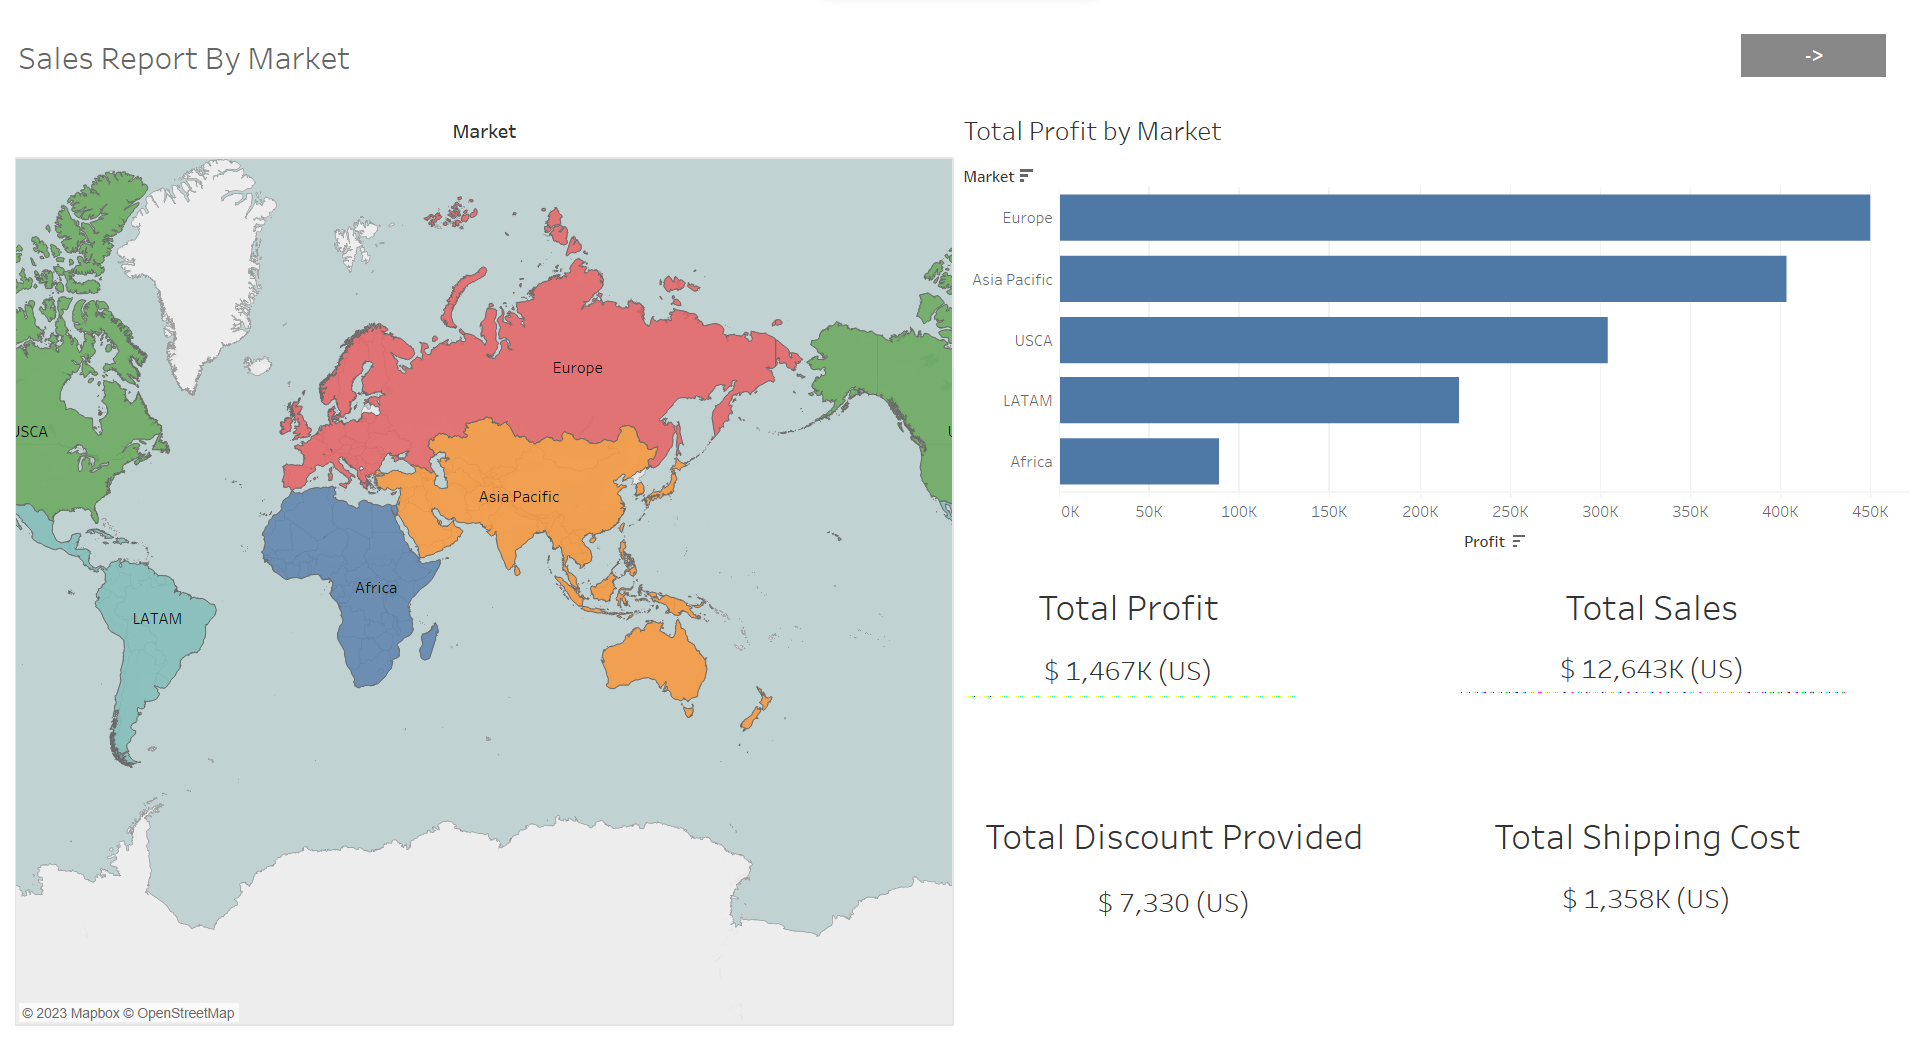 Sales Report By Market
->
Market
Europe
Asia Pacific
Africa
LATAM
© 2023 Mapbox © OpenStreetMap
Total Profit by Market
Market
Europe
Asia Pacific
USCA
LATAM
Africa
0K 50K 100K 150K 200K 250K 300K 350K 400K 450K
Profit
Total Profit
$ 1,467K (US)
Total Sales
$ 12,643K (US)
Total Discount Provided
$ 7,330 (US)
Total Shipping Cost
$ 1,358K (US)